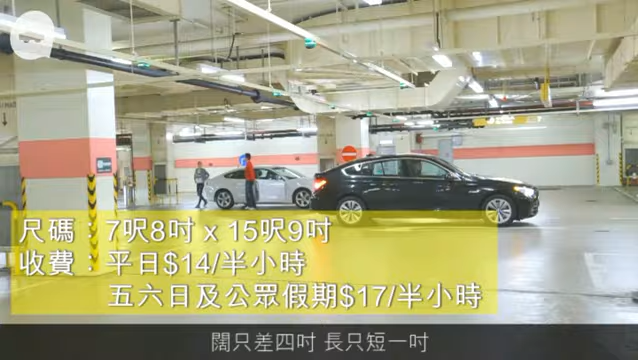 尺碼：7呎8吋 x 15呎9吋
收費：平日$14/半小時
五六日及公眾假期$17/半小時
闊只差四吋 長只短一吋